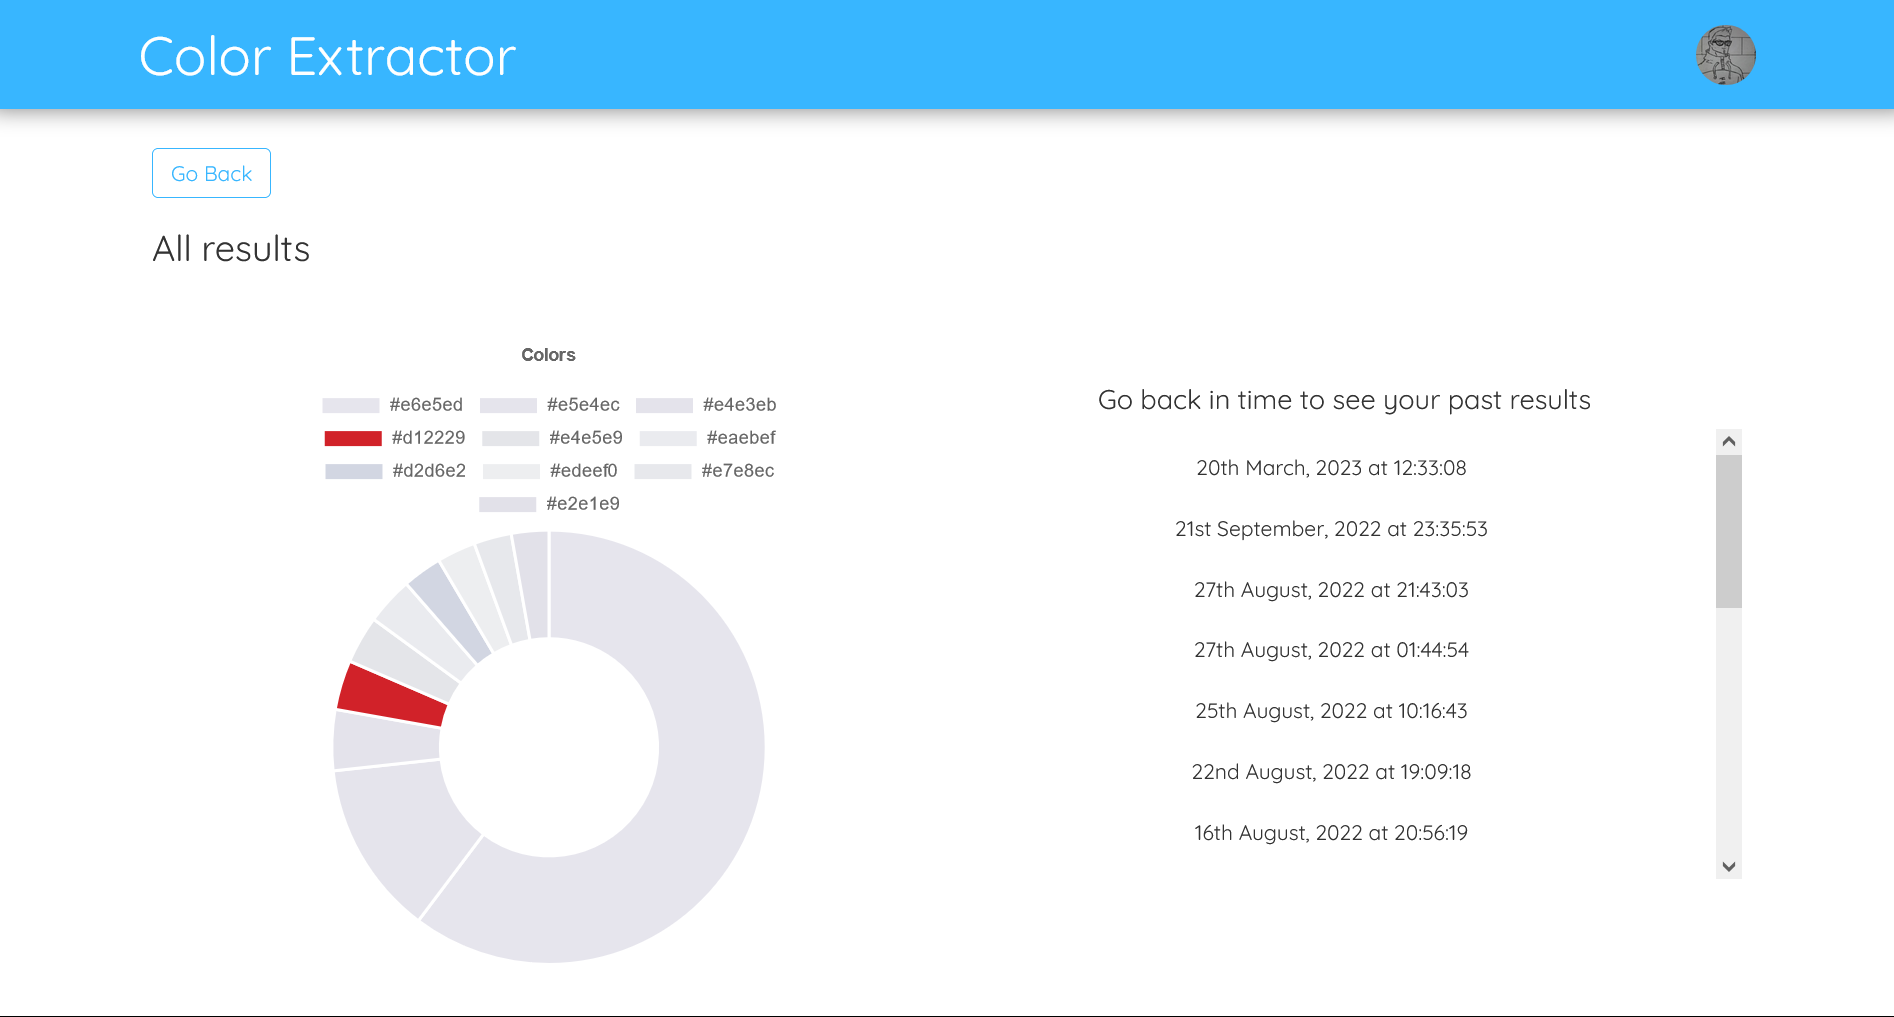 Color Extractor
Go Back
All results
Colors
#e6e5ed #e5e4ec #e4e3eb
#d12229 #e4e5e9 #eaebef
#d2d6e2 #edeef0 #e7e8ec
#e2e1e9
Go back in time to see your past results
20th March, 2023 at 12:33:08
21st September, 2022 at 23:35:53
27th August, 2022 at 21:43:03
27th August, 2022 at 01:44:54
25th August, 2022 at 10:16:43
22nd August, 2022 at 19:09:18
16th August, 2022 at 20:56:19